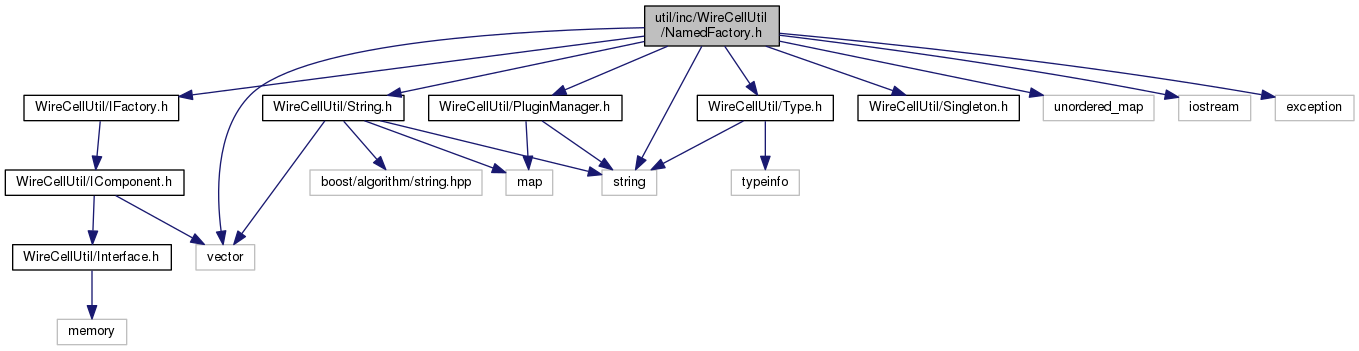 util/inc/WireCellUtil
/NamedFactory.h
WireCellUtil/IFactory.h
WireCellUtil/String.h
WireCellUtil/PluginManager.h
WireCellUtil/Type.h
WireCellUtil/Singleton.h
unordered_map
iostream
exception
WireCellUtil/IComponent.h
boost/algorithm/string.hpp
map
string
typeinfo
WireCellUtil/Interface.h
vector
memory